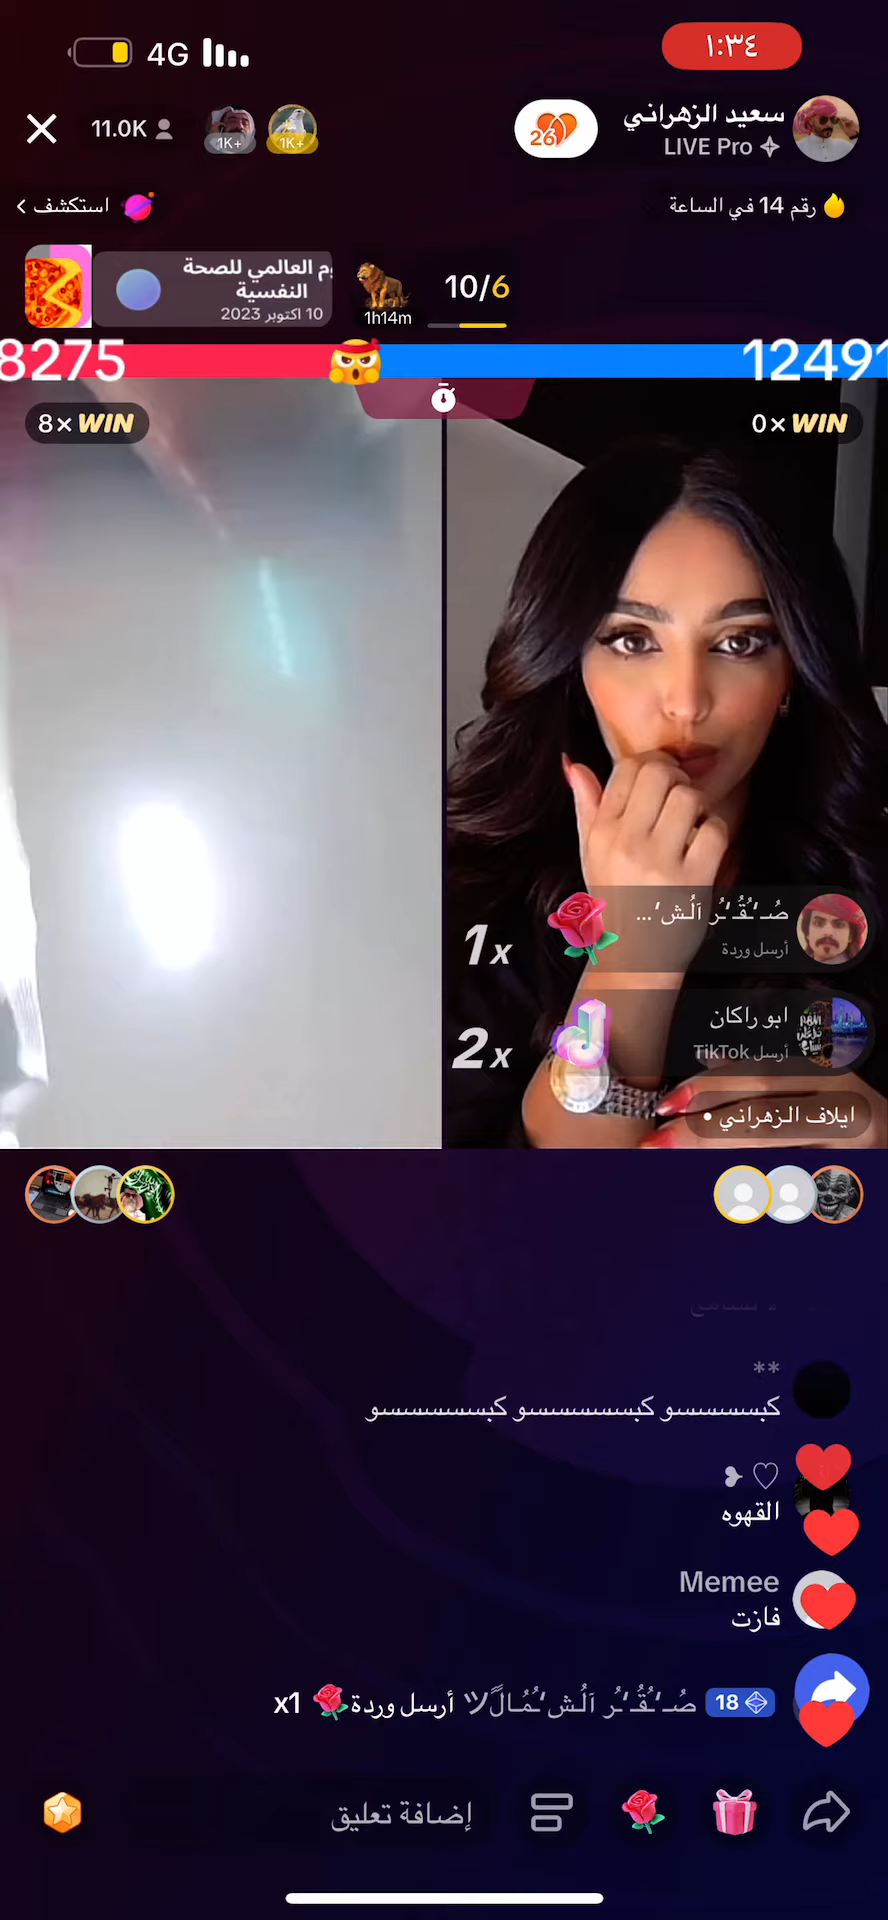 4G
١:٣٤
11.0K
1K+
1K+
26
سعيد الزهراني
LIVE Pro
استكشف
رقم 14 في الساعة
م العالمي للصحة
النفسية
10 اكتوبر 2023
1h14m
10/6
8275
12491
8× WIN
0× WIN
1x
أرسل وردة
2x
ابو راكان
أرسل TikTok
ايلاف الزهراني •
**
كبسسسسسو كبسسسسسسو كبسسسسسسو
القهوه
Memee
فازت
18
أرسل وردة x1
إضافة تعليق